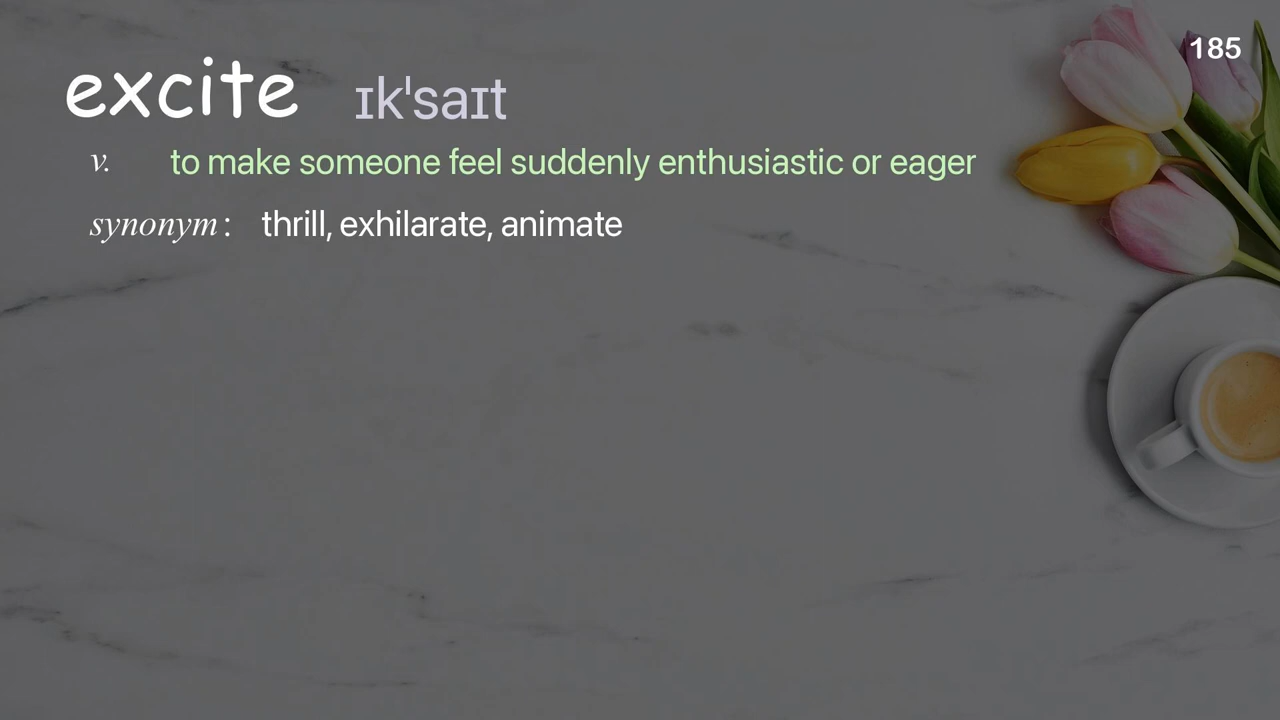 185
excite ɪkˈsaɪt
v. to make someone feel suddenly enthusiastic or eager
synonym: thrill, exhilarate, animate